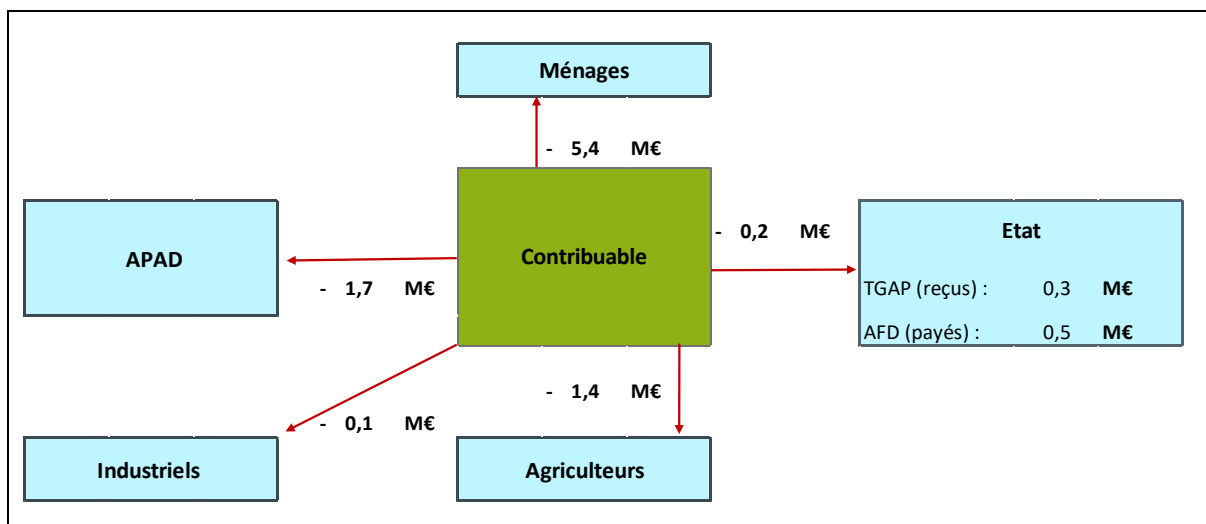 Ménages
- 5,4 M€
APAD
Contribuable
- 0,2 M€
Etat
TGAP (reçus) : 0,3 M€
AFD (payés) : 0,5 M€
- 1,7 M€
- 1,4 M€
- 0,1 M€
Industriels
Agriculteurs